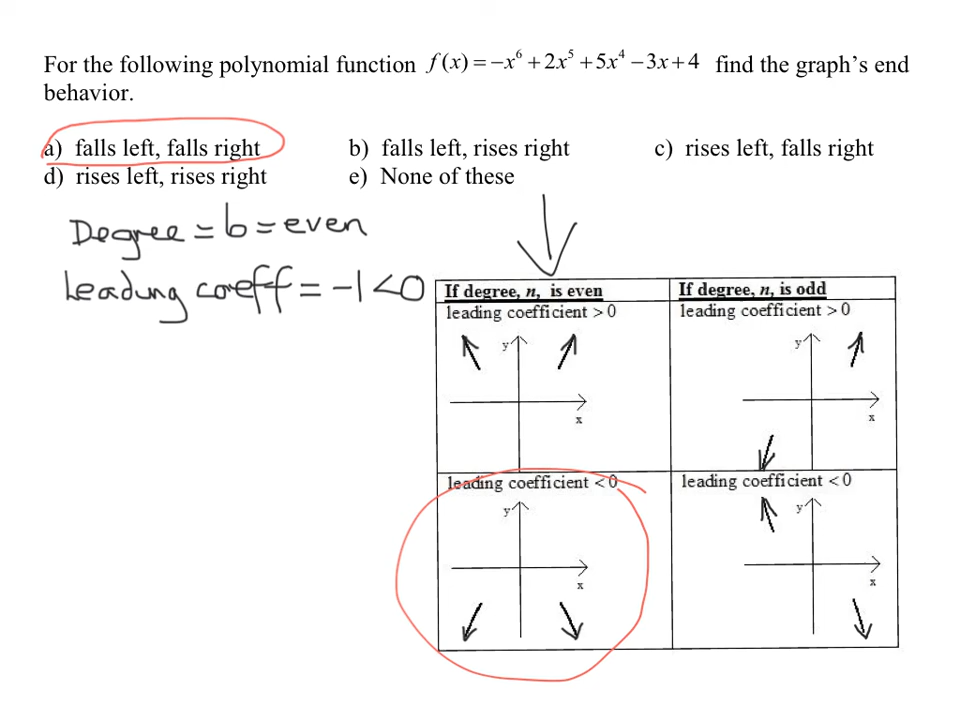 For the following polynomial function f(x) = −x⁶ + 2x⁵ + 5x⁴ − 3x + 4 find the graph's end
behavior.
a) falls left, falls right b) falls left, rises right c) rises left, falls right
d) rises left, rises right e) None of these
Degree = 6 = even
Leading coeff = -1 < 0
If degree, n, is even If degree, n, is odd
leading coefficient > 0 leading coefficient > 0
y y
x x
leading coefficient < 0 leading coefficient < 0
y y
x x